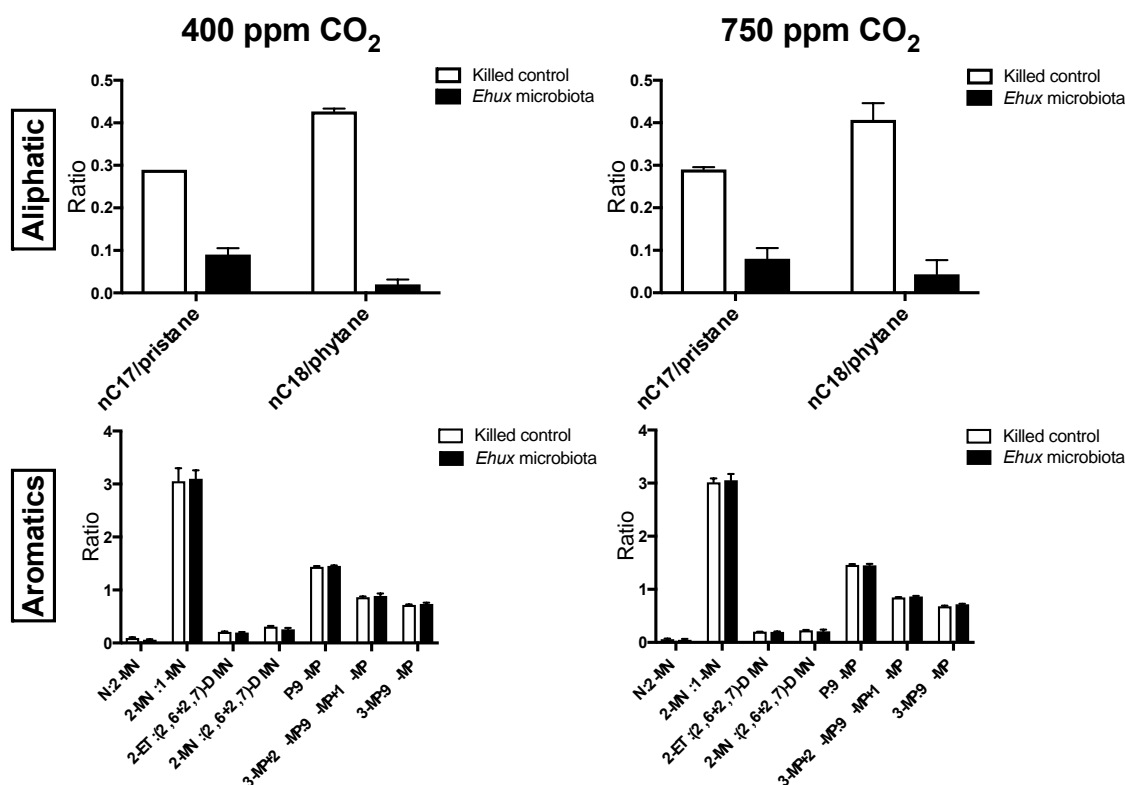 400 ppm CO₂
750 ppm CO₂
Aliphatic
Ratio
0.5
0.4
0.3
0.2
0.1
0.0
Killed control
Ehux microbiota
nC17/pristane
nC18/phytane
Ratio
0.5
0.4
0.3
0.2
0.1
0.0
Killed control
Ehux microbiota
nC17/pristane
nC18/phytane
Aromatics
Ratio
4
3
2
1
0
Killed control
Ehux microbiota
N:2-MN
2-MN :1-MN
2-ET :(2,6+2,7)-D MN
2-MN :(2,6+2,7)-D MN
P:9 -MP
3-MP+2 -MP:9 -MP+1 -MP
3-MP:9 -MP
Ratio
4
3
2
1
0
Killed control
Ehux microbiota
N:2-MN
2-MN :1-MN
2-ET :(2,6+2,7)-D MN
2-MN :(2,6+2,7)-D MN
P:9 -MP
3-MP+2 -MP:9 -MP+1 -MP
3-MP:9 -MP